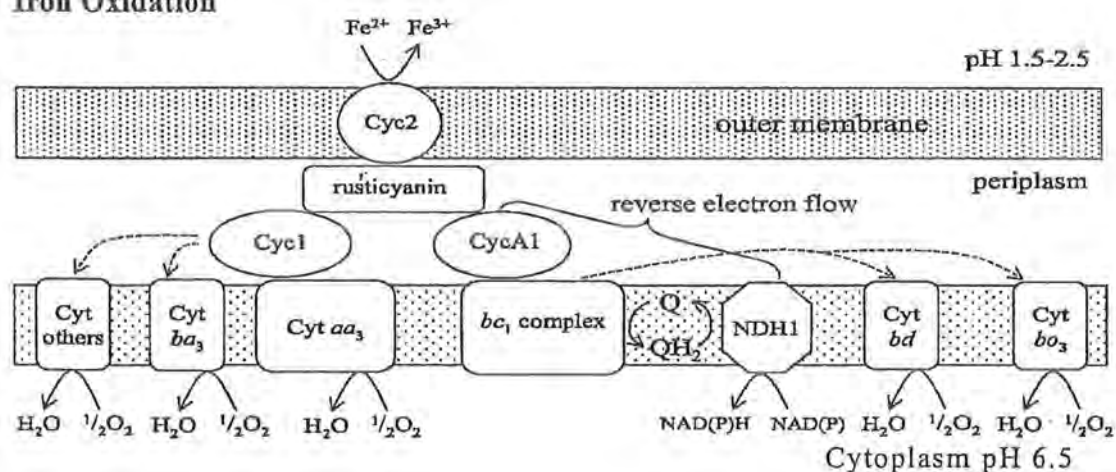 Iron Oxidation
Fe²⁺ Fe³⁺
pH 1.5-2.5
Cyc2
outer membrane
rusticyanin
periplasm
reverse electron flow
Cyc1
CycA1
Cyt others
Cyt ba₃
Cyt aa₃
bc₁ complex
Q
QH₂
NDH1
Cyt bd
Cyt bo₃
H₂O ½O₂
H₂O ½O₂
H₂O ½O₂
NAD(P)H NAD(P)
H₂O ½O₂
H₂O ½O₂
Cytoplasm pH 6.5